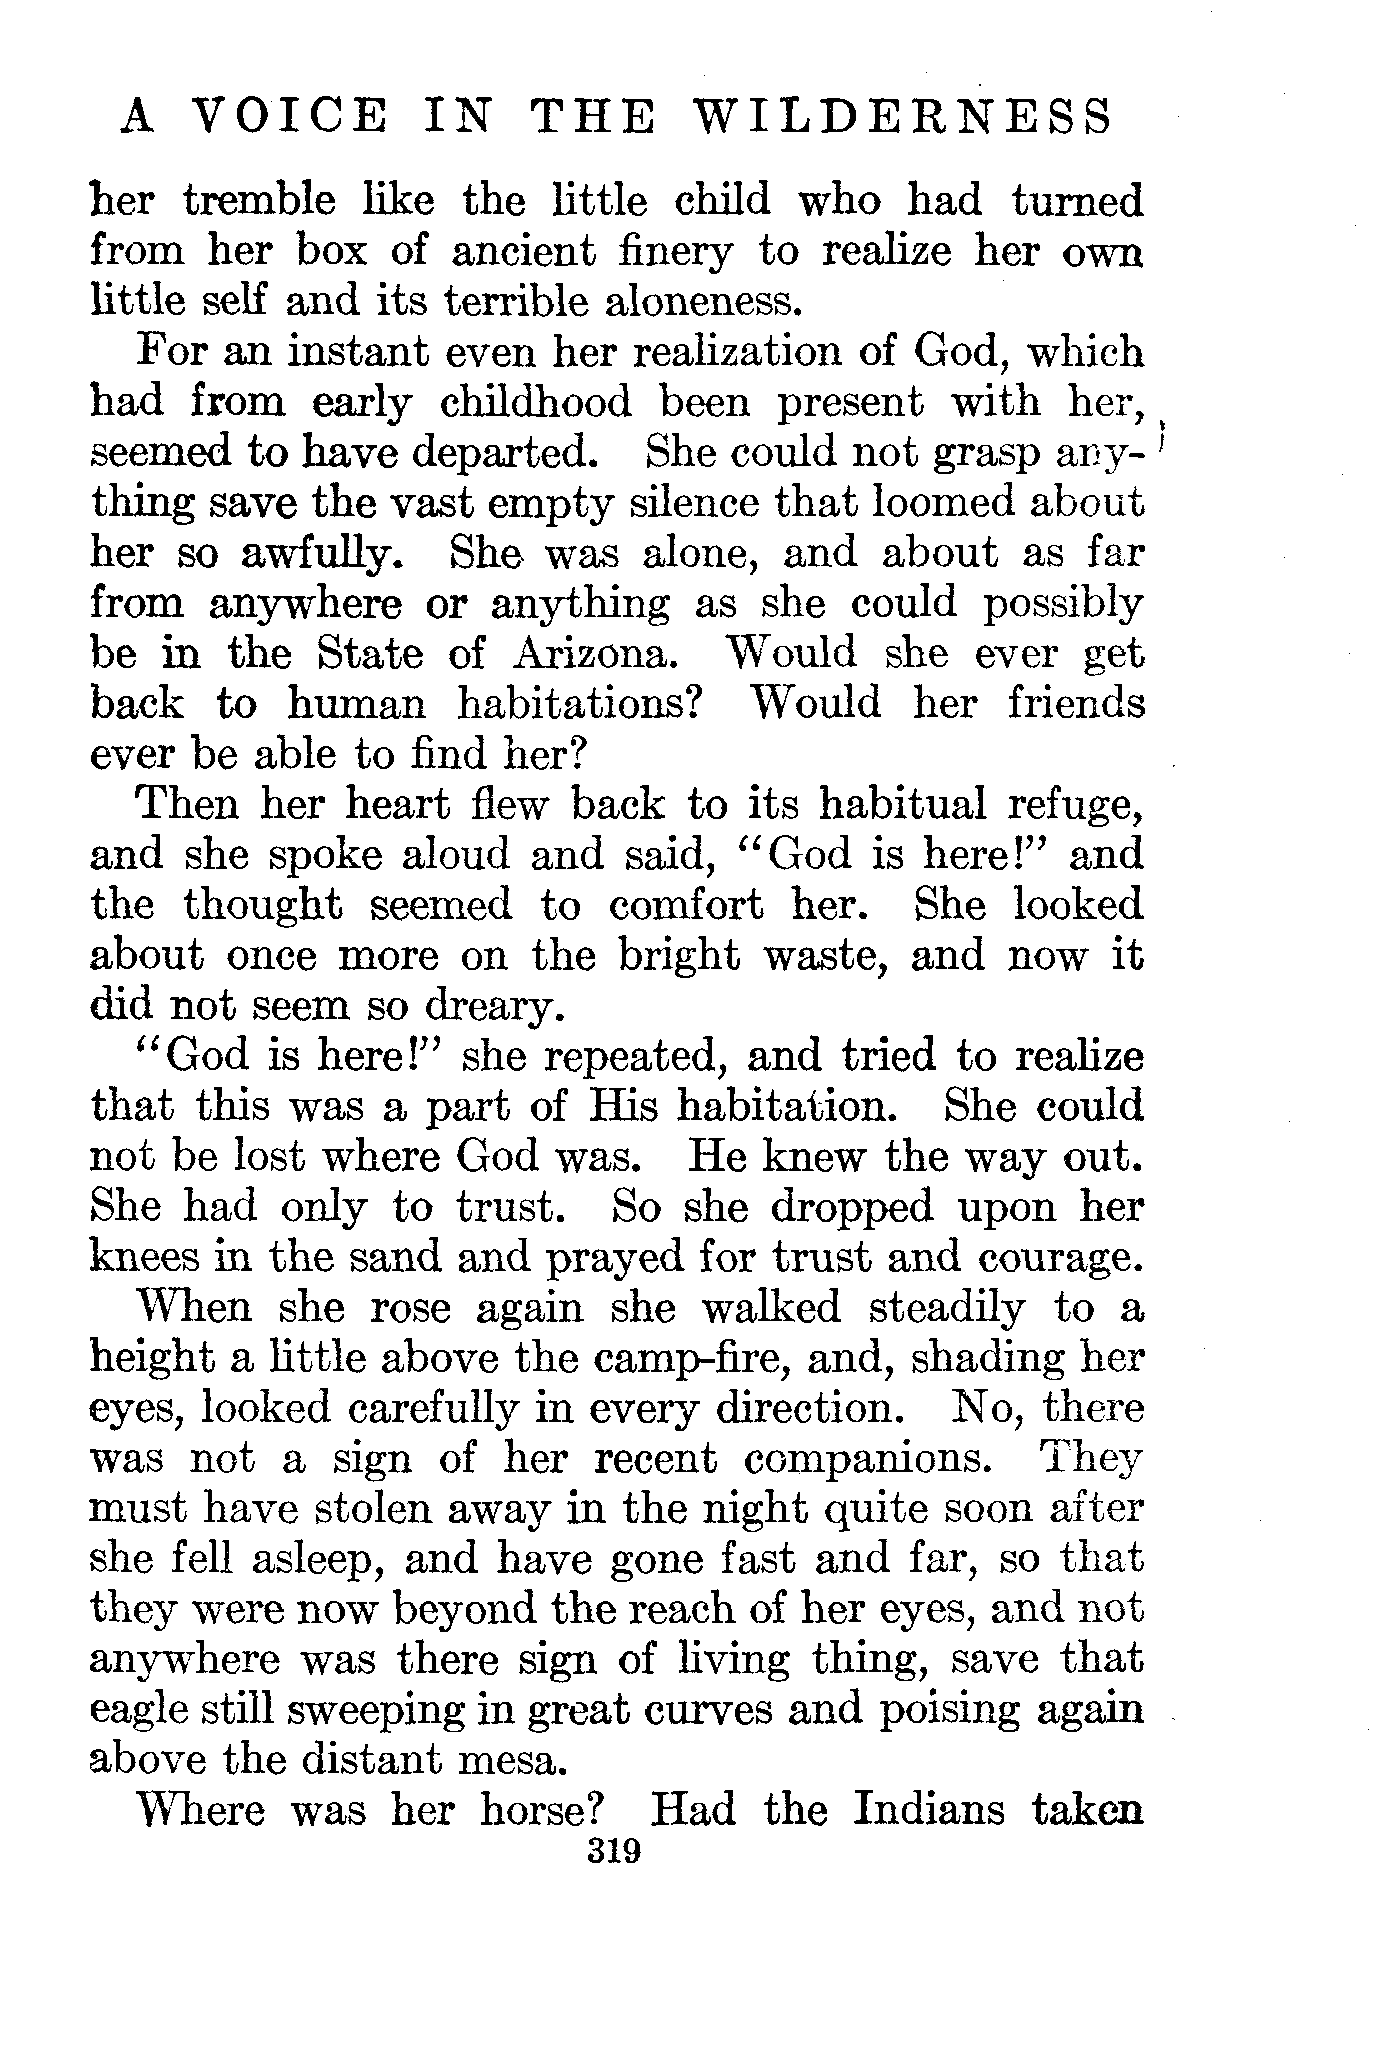 A VOICE IN THE WILDERNESS
her tremble like the little child who had turned
from her box of ancient finery to realize her own
little self and its terrible aloneness.
For an instant even her realization of God, which
had from early childhood been present with her,
seemed to have departed. She could not grasp any-
thing save the vast empty silence that loomed about
her so awfully. She was alone, and about as far
from anywhere or anything as she could possibly
be in the State of Arizona. Would she ever get
back to human habitations? Would her friends
ever be able to find her?
Then her heart flew back to its habitual refuge,
and she spoke aloud and said, “God is here!” and
the thought seemed to comfort her. She looked
about once more on the bright waste, and now it
did not seem so dreary.
“God is here!” she repeated, and tried to realize
that this was a part of His habitation. She could
not be lost where God was. He knew the way out.
She had only to trust. So she dropped upon her
knees in the sand and prayed for trust and courage.
When she rose again she walked steadily to a
height a little above the camp-fire, and, shading her
eyes, looked carefully in every direction. No, there
was not a sign of her recent companions. They
must have stolen away in the night quite soon after
she fell asleep, and have gone fast and far, so that
they were now beyond the reach of her eyes, and not
anywhere was there sign of living thing, save that
eagle still sweeping in great curves and poising again
above the distant mesa.
Where was her horse? Had the Indians taken
319